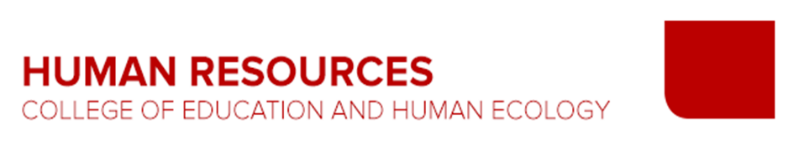 HUMAN RESOURCES
COLLEGE OF EDUCATION AND HUMAN ECOLOGY